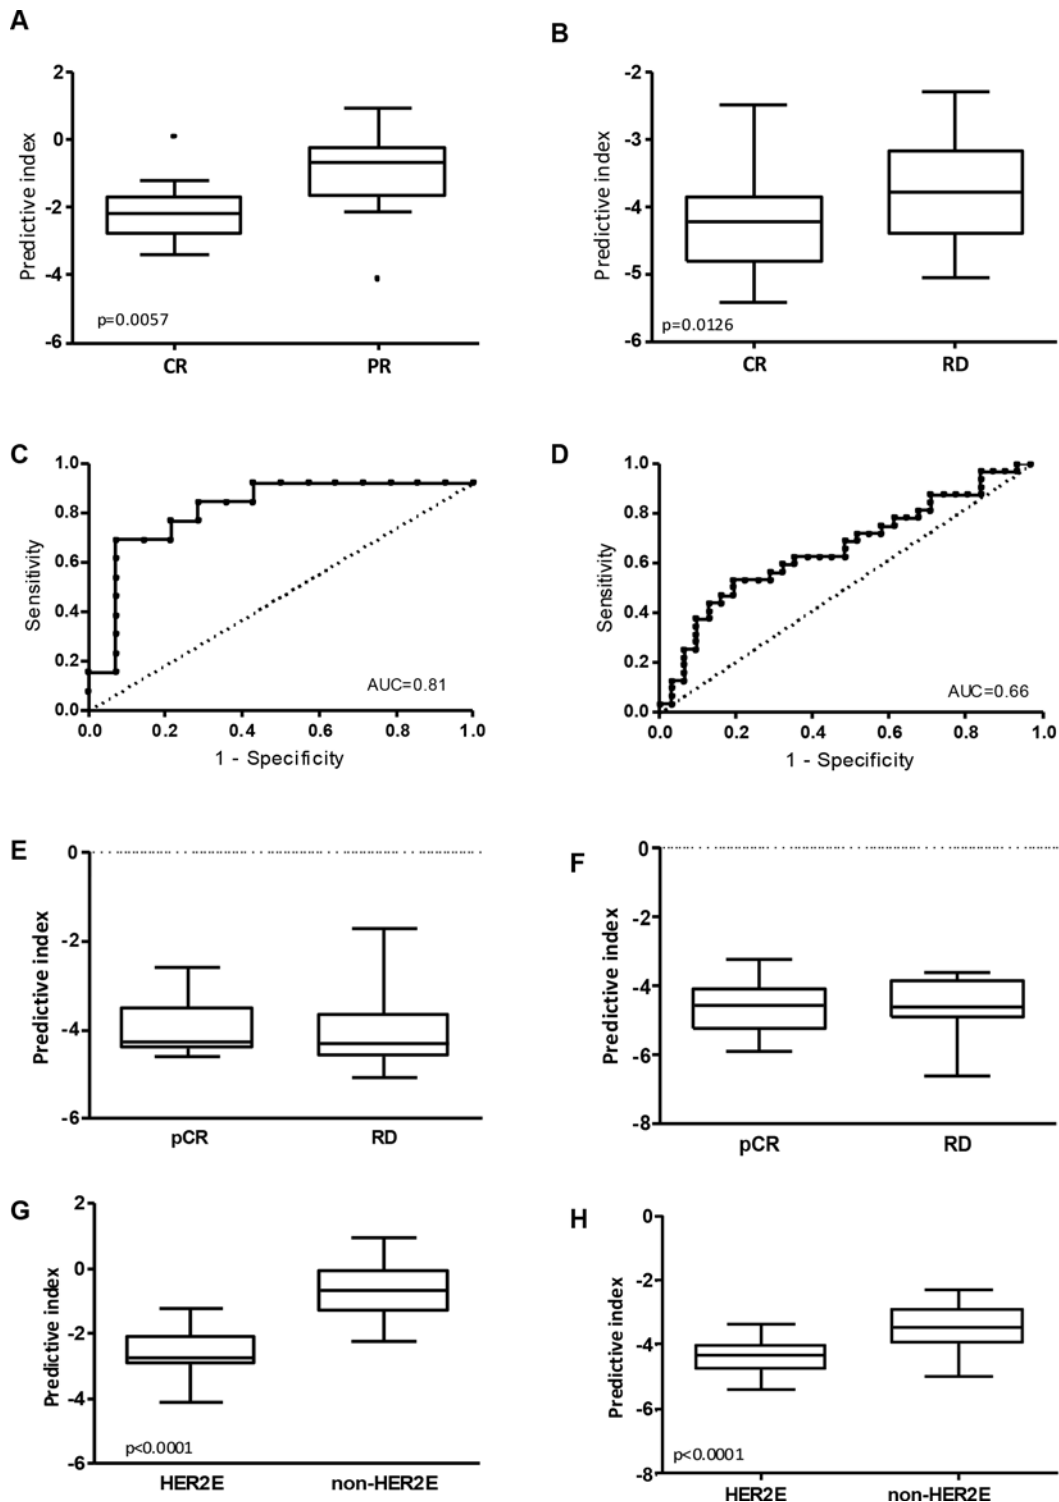 A
Predictive index
2
0
-2
-4
-6
p=0.0057
CR
PR
B
Predictive index
-2
-3
-4
-5
-6
p=0.0126
CR
RD
C
Sensitivity
1.0
0.8
0.6
0.4
0.2
0.0
AUC=0.81
0.0 0.2 0.4 0.6 0.8 1.0
1 - Specificity
D
Sensitivity
1.0
0.8
0.6
0.4
0.2
0.0
AUC=0.66
0.0 0.2 0.4 0.6 0.8 1.0
1 - Specificity
E
Predictive index
0
-2
-4
-6
pCR
RD
F
Predictive index
0
-2
-4
-6
-8
pCR
RD
G
Predictive index
2
0
-2
-4
-6
p<0.0001
HER2E
non-HER2E
H
Predictive index
0
-2
-4
-6
-8
p<0.0001
HER2E
non-HER2E